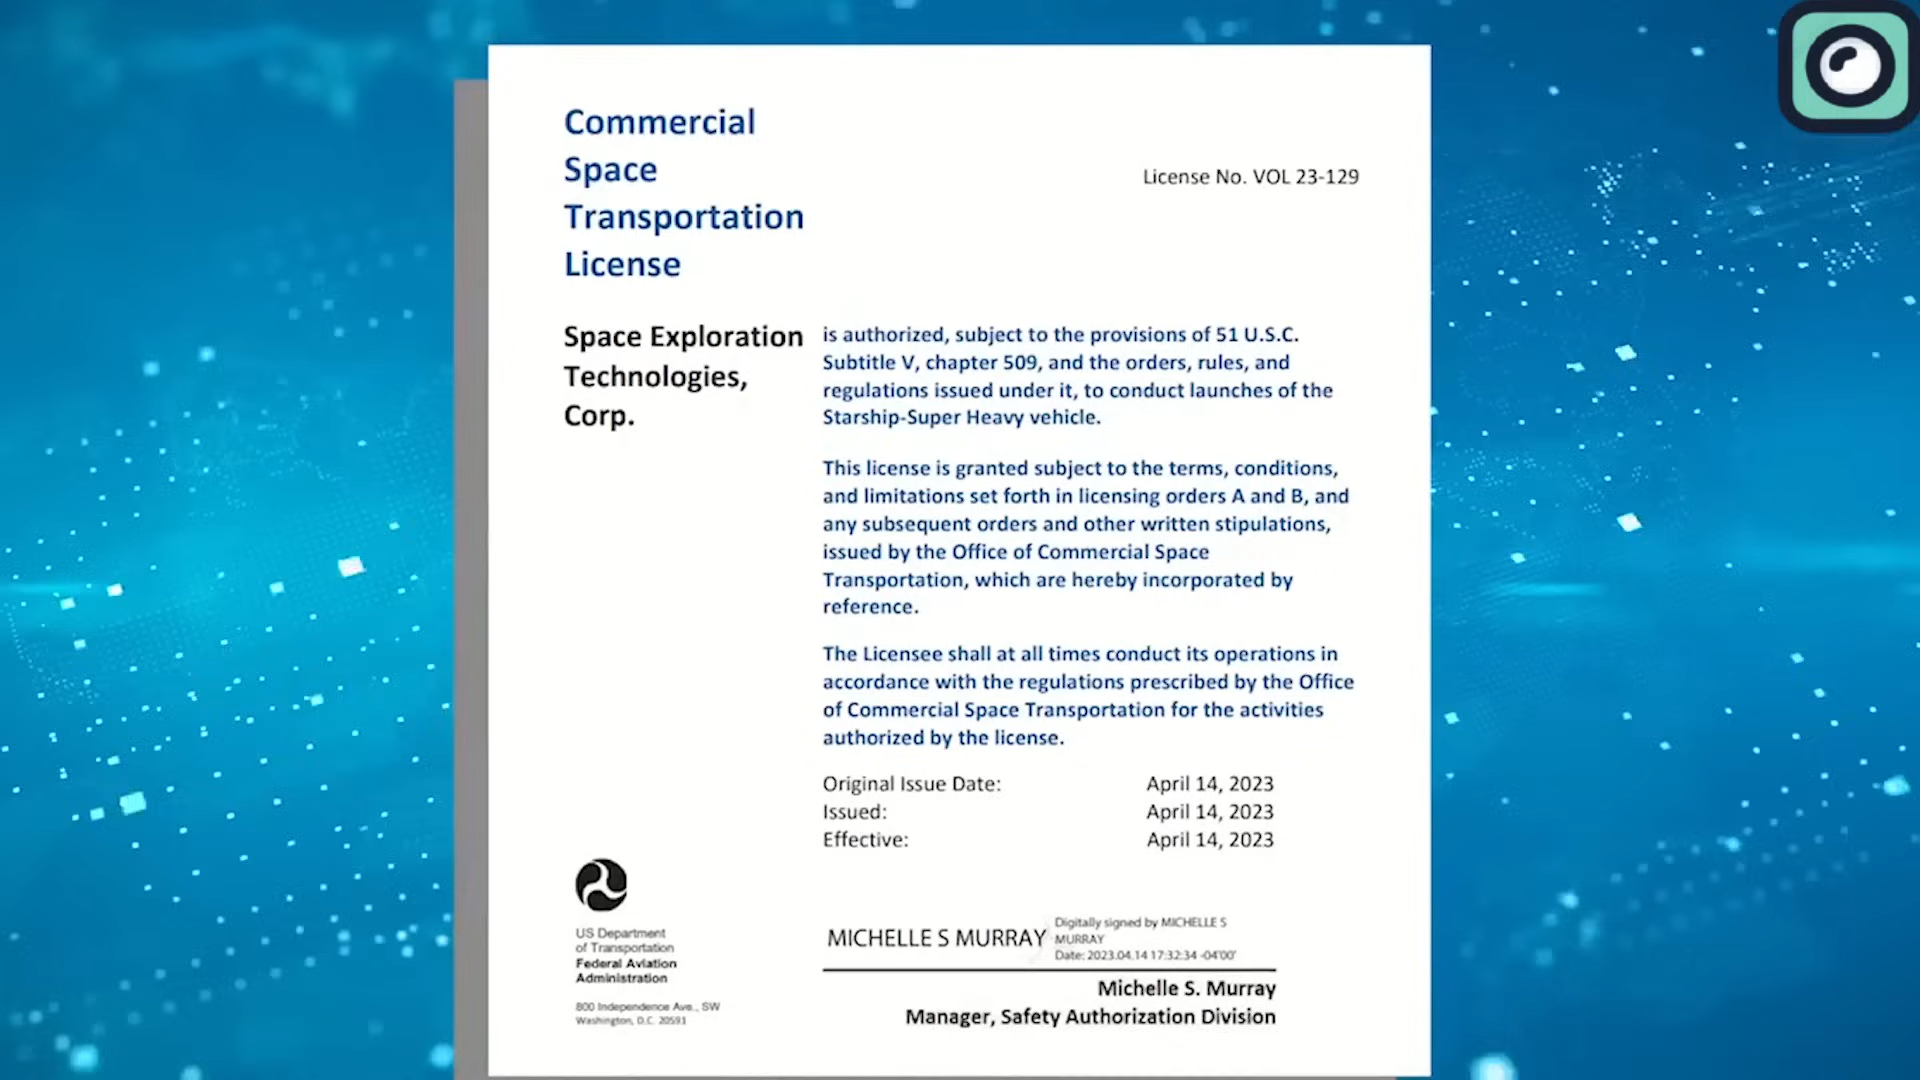 Commercial
Space
Transportation
License
License No. VOL 23-129
Space Exploration
Technologies,
Corp.
is authorized, subject to the provisions of 51 U.S.C.
Subtitle V, chapter 509, and the orders, rules, and
regulations issued under it, to conduct launches of the
Starship-Super Heavy vehicle.
This license is granted subject to the terms, conditions,
and limitations set forth in licensing orders A and B, and
any subsequent orders and other written stipulations,
issued by the Office of Commercial Space
Transportation, which are hereby incorporated by
reference.
The Licensee shall at all times conduct its operations in
accordance with the regulations prescribed by the Office
of Commercial Space Transportation for the activities
authorized by the license.
Original Issue Date: April 14, 2023
Issued: April 14, 2023
Effective: April 14, 2023
US Department
of Transportation
Federal Aviation
Administration
800 Independence Ave., SW
Washington, D.C. 20591
MICHELLE S MURRAY
Digitally signed by MICHELLE S
MURRAY
Date: 2023.04.14 17:32:34 -04'00'
Michelle S. Murray
Manager, Safety Authorization Division